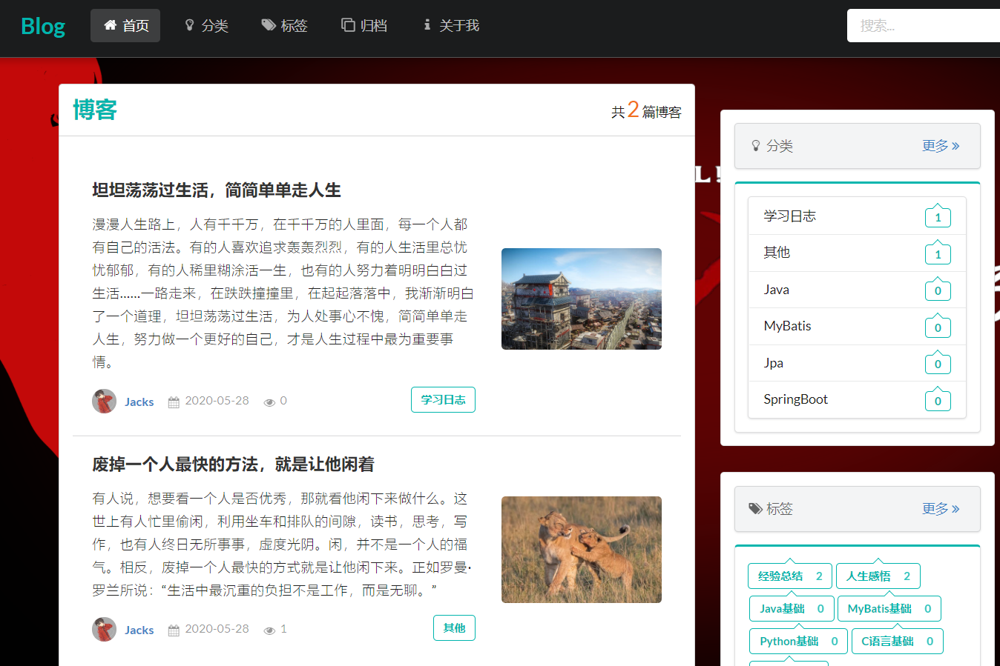 Blog 首页 分类 标签 归档 关于我 搜索...
博客 共2篇博客
坦坦荡荡过生活，简简单单走人生
漫漫人生路上，人有千千万，在千千万的人里面，每一个人都
有自己的活法。有的人喜欢追求轰轰烈烈，有的人生活里总忧
忧郁郁，有的人稀里糊涂活一生，也有的人努力着明明白白过
生活......一路走来，在跌跌撞撞里，在起起落落中，我渐渐明白
了一个道理，坦坦荡荡过生活，为人处事心不愧，简简单单走
人生，努力做一个更好的自己，才是人生过程中最为重要事
情。
Jacks 2020-05-28 0 学习日志
废掉一个人最快的方法，就是让他闲着
有人说，想要看一个人是否优秀，那就看他闲下来做什么。这
世上有人忙里偷闲，利用坐车和排队的间隙，读书，思考，写
作，也有人终日无所事事，虚度光阴。闲，并不是一个人的福
气。相反，废掉一个人最快的方式就是让他闲下来。正如罗曼·
罗兰所说：“生活中最沉重的负担不是工作，而是无聊。”
Jacks 2020-05-28 1 其他
L!
分类 更多
学习日志 1
其他 1
Java 0
MyBatis 0
Jpa 0
SpringBoot 0
标签 更多
经验总结 2 人生感悟 2
Java基础 0 MyBatis基础 0
Python基础 0 C语言基础 0